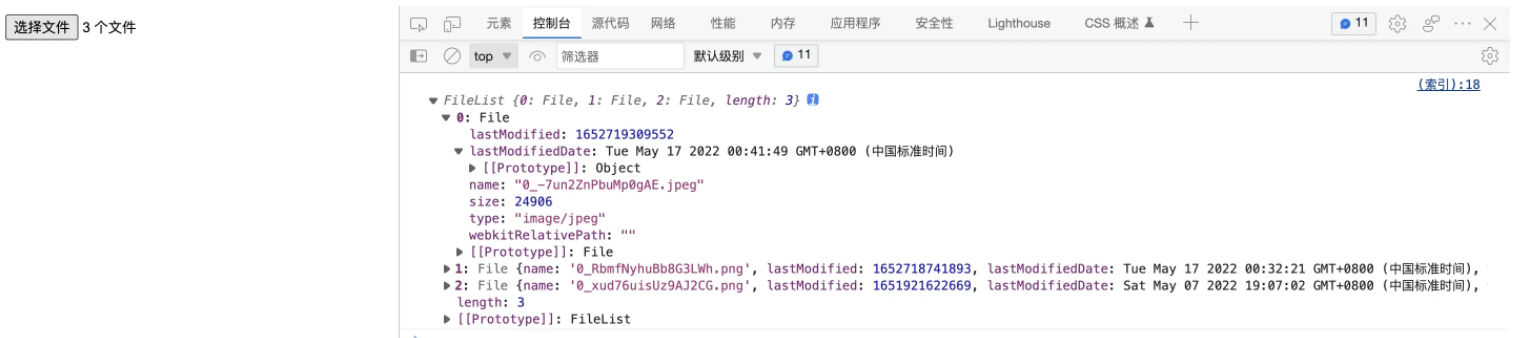 选择文件 3 个文件
元素 控制台 源代码 网络 性能 内存 应用程序 安全性 Lighthouse CSS 概述 11
top 筛选器 默认级别 11
(索引):18
FileList {0: File, 1: File, 2: File, length: 3}
0: File
lastModified: 1652719309552
lastModifiedDate: Tue May 17 2022 00:41:49 GMT+0800 (中国标准时间)
[[Prototype]]: Object
name: "0_-7un2ZnPbuMp0gAE.jpeg"
size: 24906
type: "image/jpeg"
webkitRelativePath: ""
[[Prototype]]: File
1: File {name: '0_RbmfNyhuBb8G3LWh.png', lastModified: 1652718741893, lastModifiedDate: Tue May 17 2022 00:32:21 GMT+0800 (中国标准时间),
2: File {name: '0_xud76uisUz9AJ2CG.png', lastModified: 1651921622669, lastModifiedDate: Sat May 07 2022 19:07:02 GMT+0800 (中国标准时间),
length: 3
[[Prototype]]: FileList